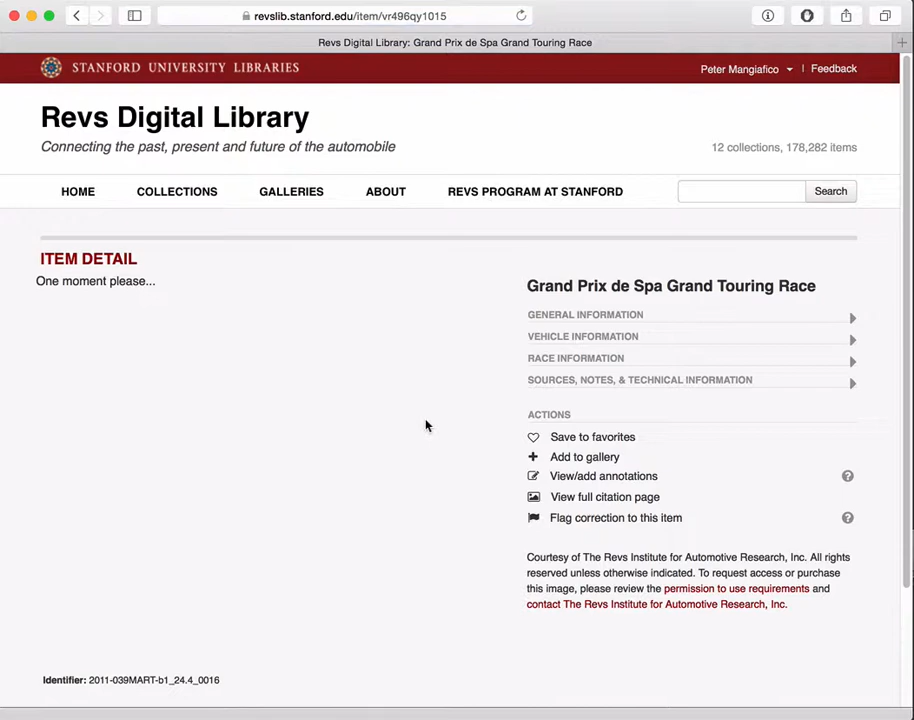 revslib.stanford.edu/item/vr496qy1015
Revs Digital Library: Grand Prix de Spa Grand Touring Race
STANFORD UNIVERSITY LIBRARIES
Peter Mangiafico | Feedback
Revs Digital Library
Connecting the past, present and future of the automobile
12 collections, 178,282 items
HOME COLLECTIONS GALLERIES ABOUT REVS PROGRAM AT STANFORD Search
ITEM DETAIL
One moment please...
Grand Prix de Spa Grand Touring Race
GENERAL INFORMATION
VEHICLE INFORMATION
RACE INFORMATION
SOURCES, NOTES, & TECHNICAL INFORMATION
ACTIONS
Save to favorites
Add to gallery
View/add annotations
View full citation page
Flag correction to this item
Courtesy of The Revs Institute for Automotive Research, Inc. All rights
reserved unless otherwise indicated. To request access or purchase
this image, please review the permission to use requirements and
contact The Revs Institute for Automotive Research, Inc.
Identifier: 2011-039MART-b1_24.4_0016